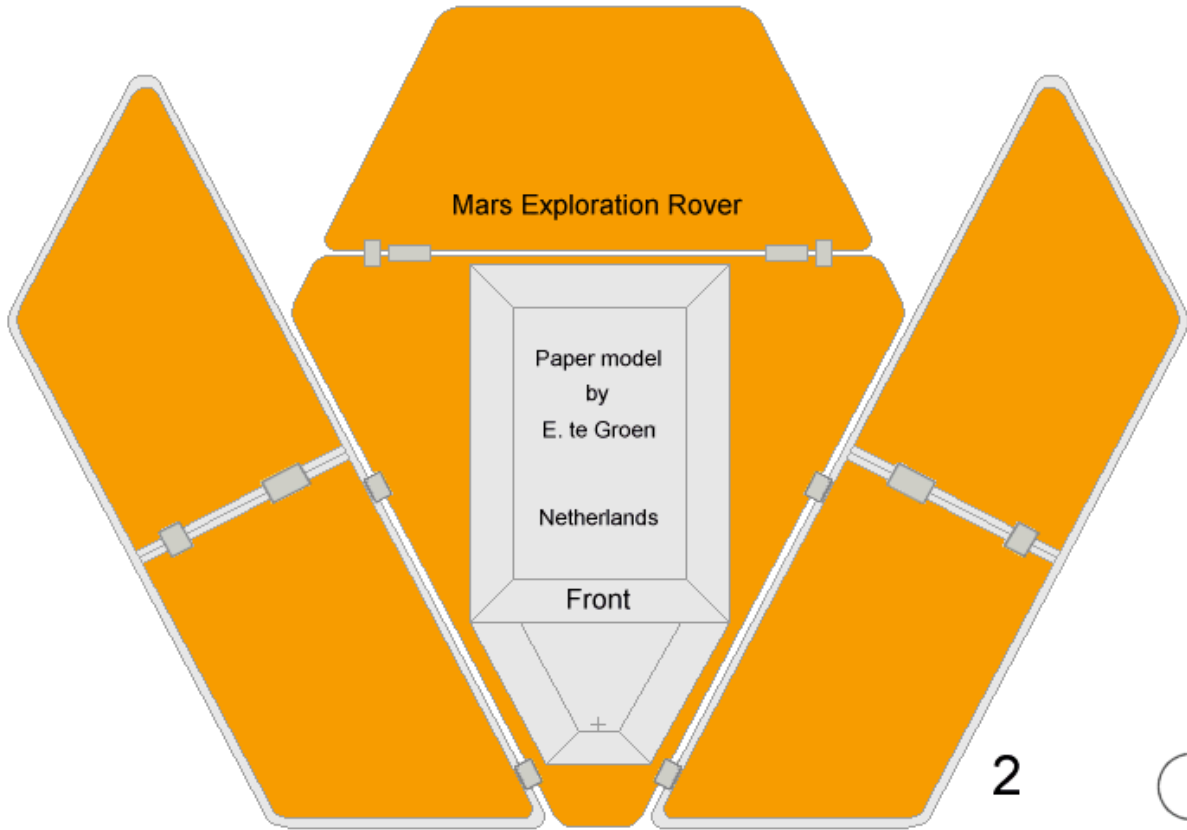 Mars Exploration Rover
Paper model
by
E. te Groen
Netherlands
Front
2